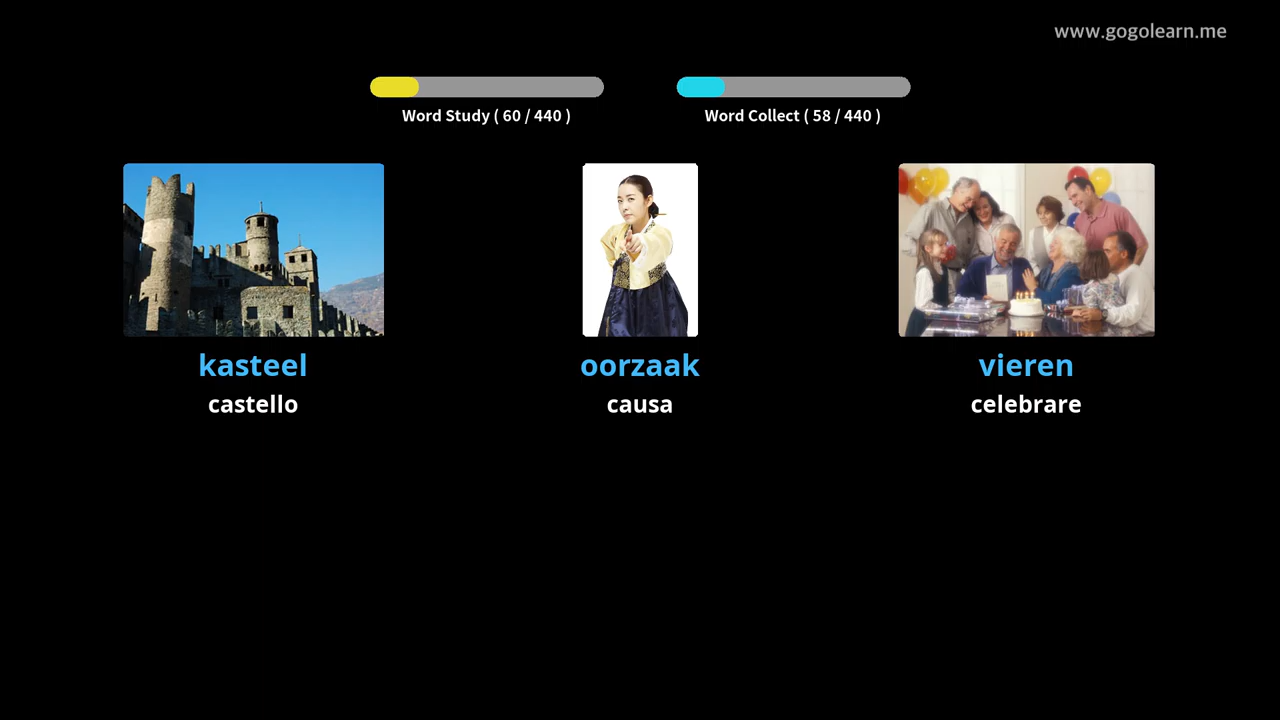 www.gogolearn.me
Word Study ( 60 / 440 )
Word Collect ( 58 / 440 )
kasteel
castello
oorzaak
causa
vieren
celebrare